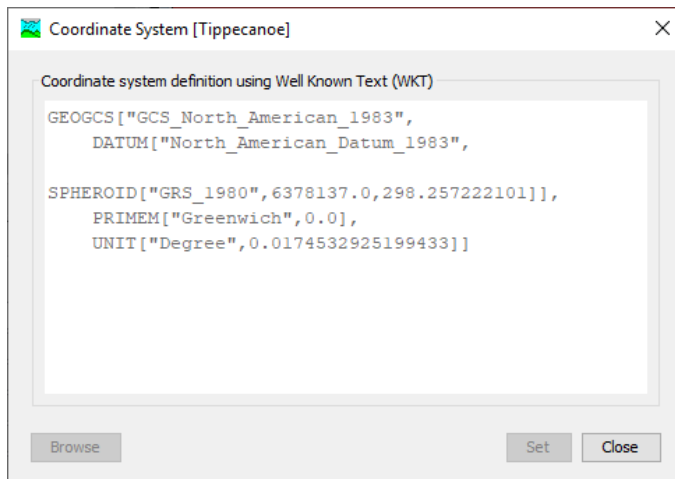 Coordinate System [Tippecanoe]
Coordinate system definition using Well Known Text (WKT)
GEOGCS["GCS_North_American_1983",
DATUM["North_American_Datum_1983",
SPHEROID["GRS_1980",6378137.0,298.257222101]],
PRIMEM["Greenwich",0.0],
UNIT["Degree",0.0174532925199433]]
Browse Set Close